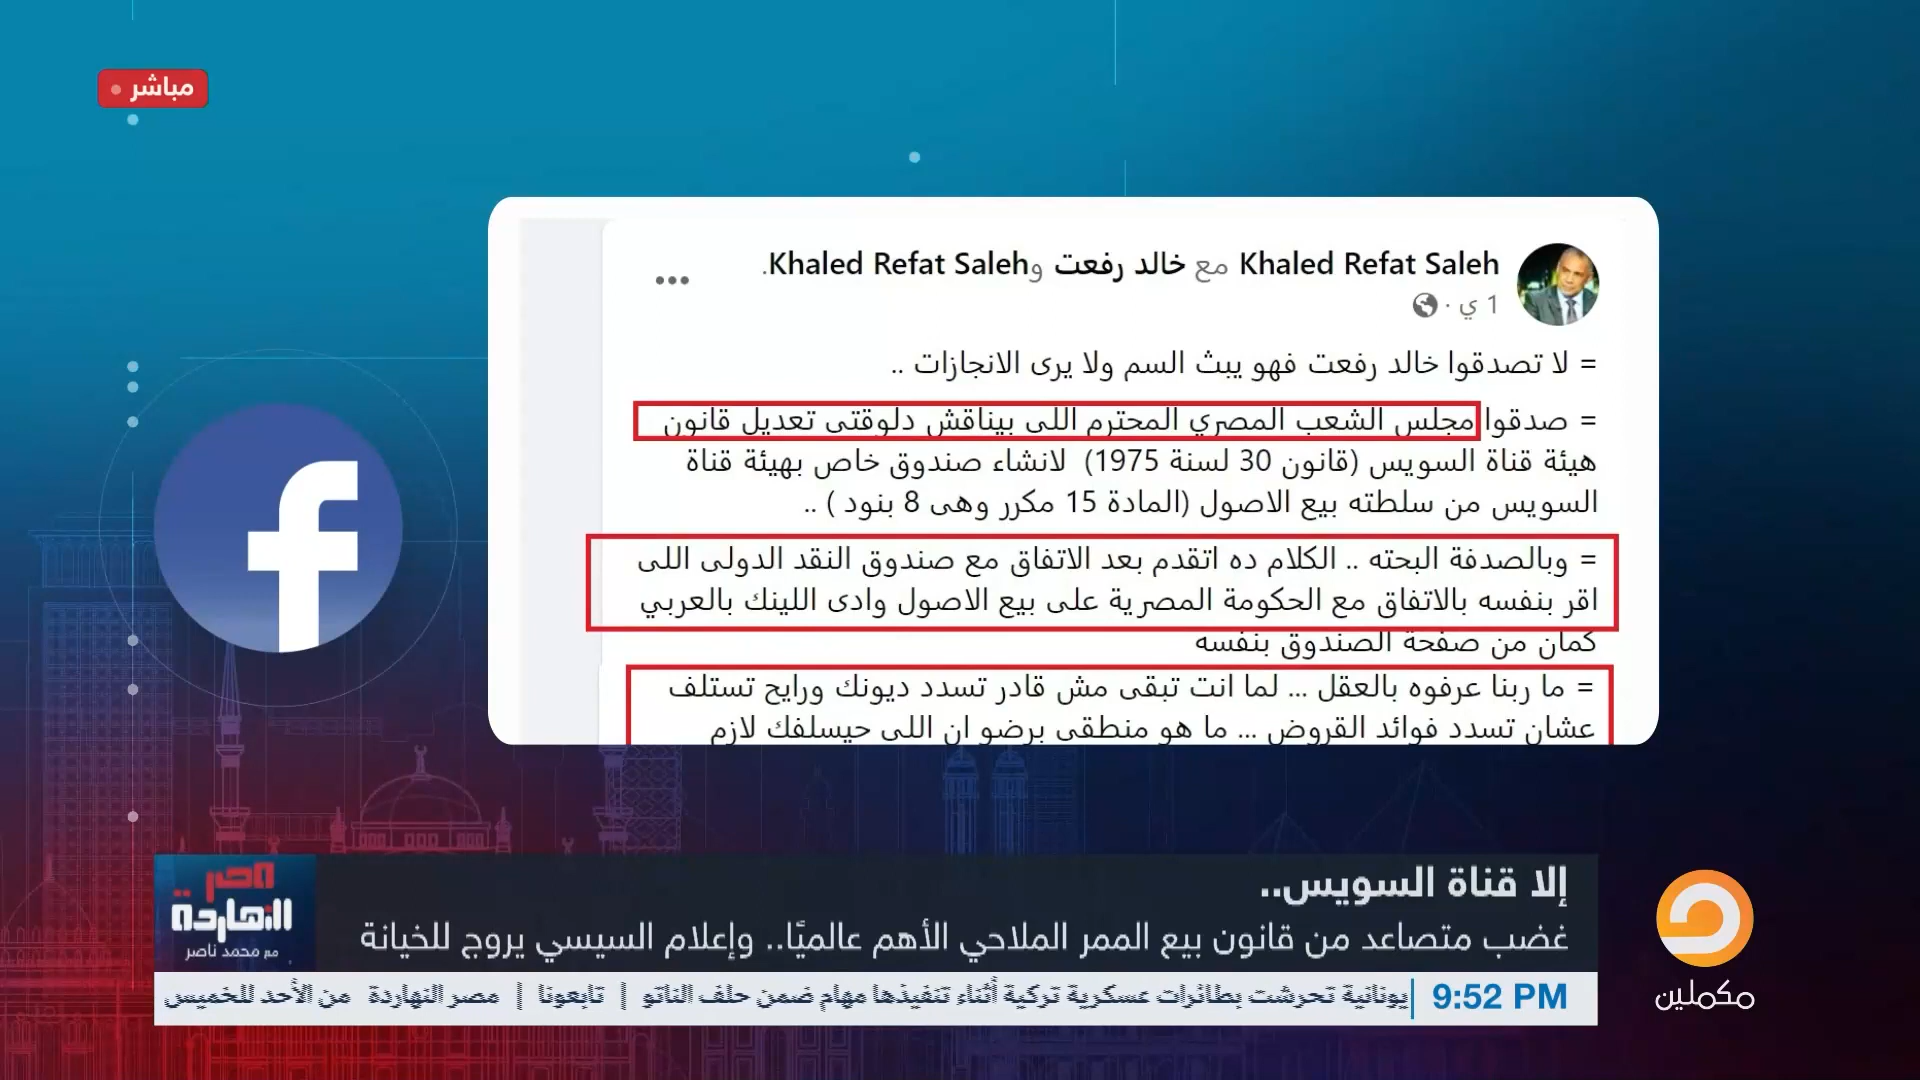 مباشر
Khaled Refat Saleh مع خالد رفعت وKhaled Refat Saleh.
1 ي ·
= لا تصدقوا خالد رفعت فهو يبث السم ولا يرى الانجازات ..
= صدقوا مجلس الشعب المصري المحترم اللى بيناقش دلوقتى تعديل قانون
هيئة قناة السويس (قانون 30 لسنة 1975) لانشاء صندوق خاص بهيئة قناة
السويس من سلطته بيع الاصول (المادة 15 مكرر وهى 8 بنود ) ..
= وبالصدفة البحته .. الكلام ده اتقدم بعد الاتفاق مع صندوق النقد الدولى اللى
اقر بنفسه بالاتفاق مع الحكومة المصرية على بيع الاصول وادى اللينك بالعربي
كمان من صفحة الصندوق بنفسه
= ما ربنا عرفوه بالعقل ... لما انت تبقى مش قادر تسدد ديونك ورايح تستلف
عشان تسدد فوائد القروض ... ما هو منطقى برضو ان اللى حيسلفك لازم
مصر
النهاردة
مع محمد ناصر
إلا قناة السويس..
غضب متصاعد من قانون بيع الممر الملاحي الأهم عالميًا.. وإعلام السيسي يروج للخيانة
9:52 PM
يونانية تحرشت بطائرات عسكرية تركية أثناء تنفيذها مهام ضمن حلف الناتو | تابعونا | مصر النهاردة من الأحد للخميس
مكملين